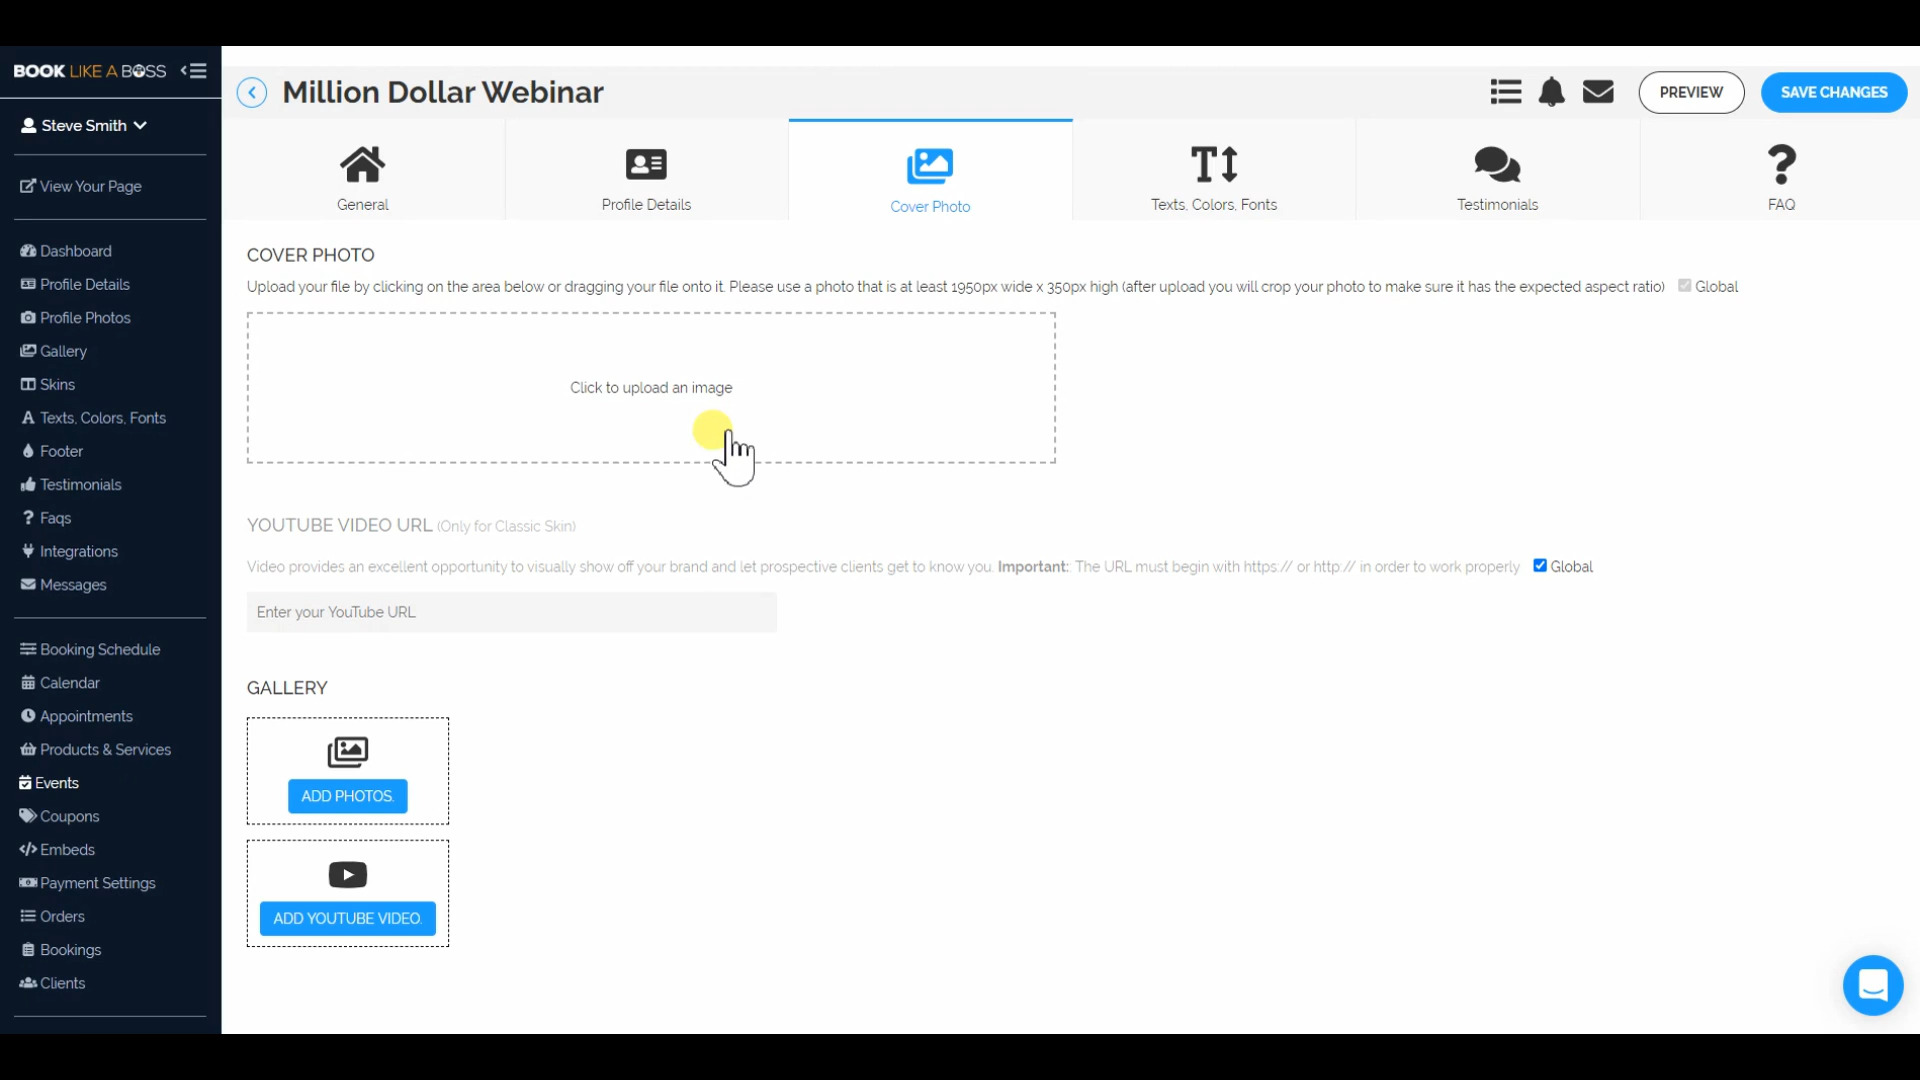 BOOK LIKE A BOSS
Steve Smith
View Your Page
Dashboard
Profile Details
Profile Photos
Gallery
Skins
Texts, Colors, Fonts
Footer
Testimonials
Faqs
Integrations
Messages
Booking Schedule
Calendar
Appointments
Products & Services
Events
Coupons
Embeds
Payment Settings
Orders
Bookings
Clients
Million Dollar Webinar
PREVIEW
SAVE CHANGES
General
Profile Details
Cover Photo
Texts, Colors, Fonts
Testimonials
FAQ
COVER PHOTO
Upload your file by clicking on the area below or dragging your file onto it. Please use a photo that is at least 1950px wide x 350px high (after upload you will crop your photo to make sure it has the expected aspect ratio) Global
Click to upload an image
YOUTUBE VIDEO URL (Only for Classic Skin)
Video provides an excellent opportunity to visually show off your brand and let prospective clients get to know you. Important: The URL must begin with https:// or http:// in order to work properly Global
Enter your YouTube URL
GALLERY
ADD PHOTOS.
ADD YOUTUBE VIDEO.